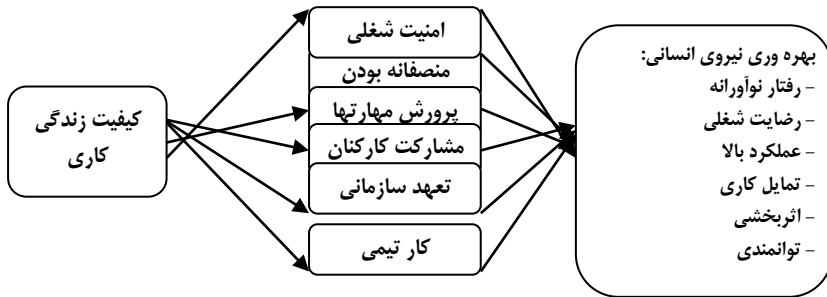 کیفیت زندگی
کاری
امنیت شغلی
منصفانه بودن
پرورش مهارتها
مشارکت کارکنان
تعهد سازمانی
کار تیمی
بهره وری نیروی انسانی:
- رفتار نوآورانه
- رضایت شغلی
- عملکرد بالا
- تمایل کاری
- اثربخشی
- توانمندی